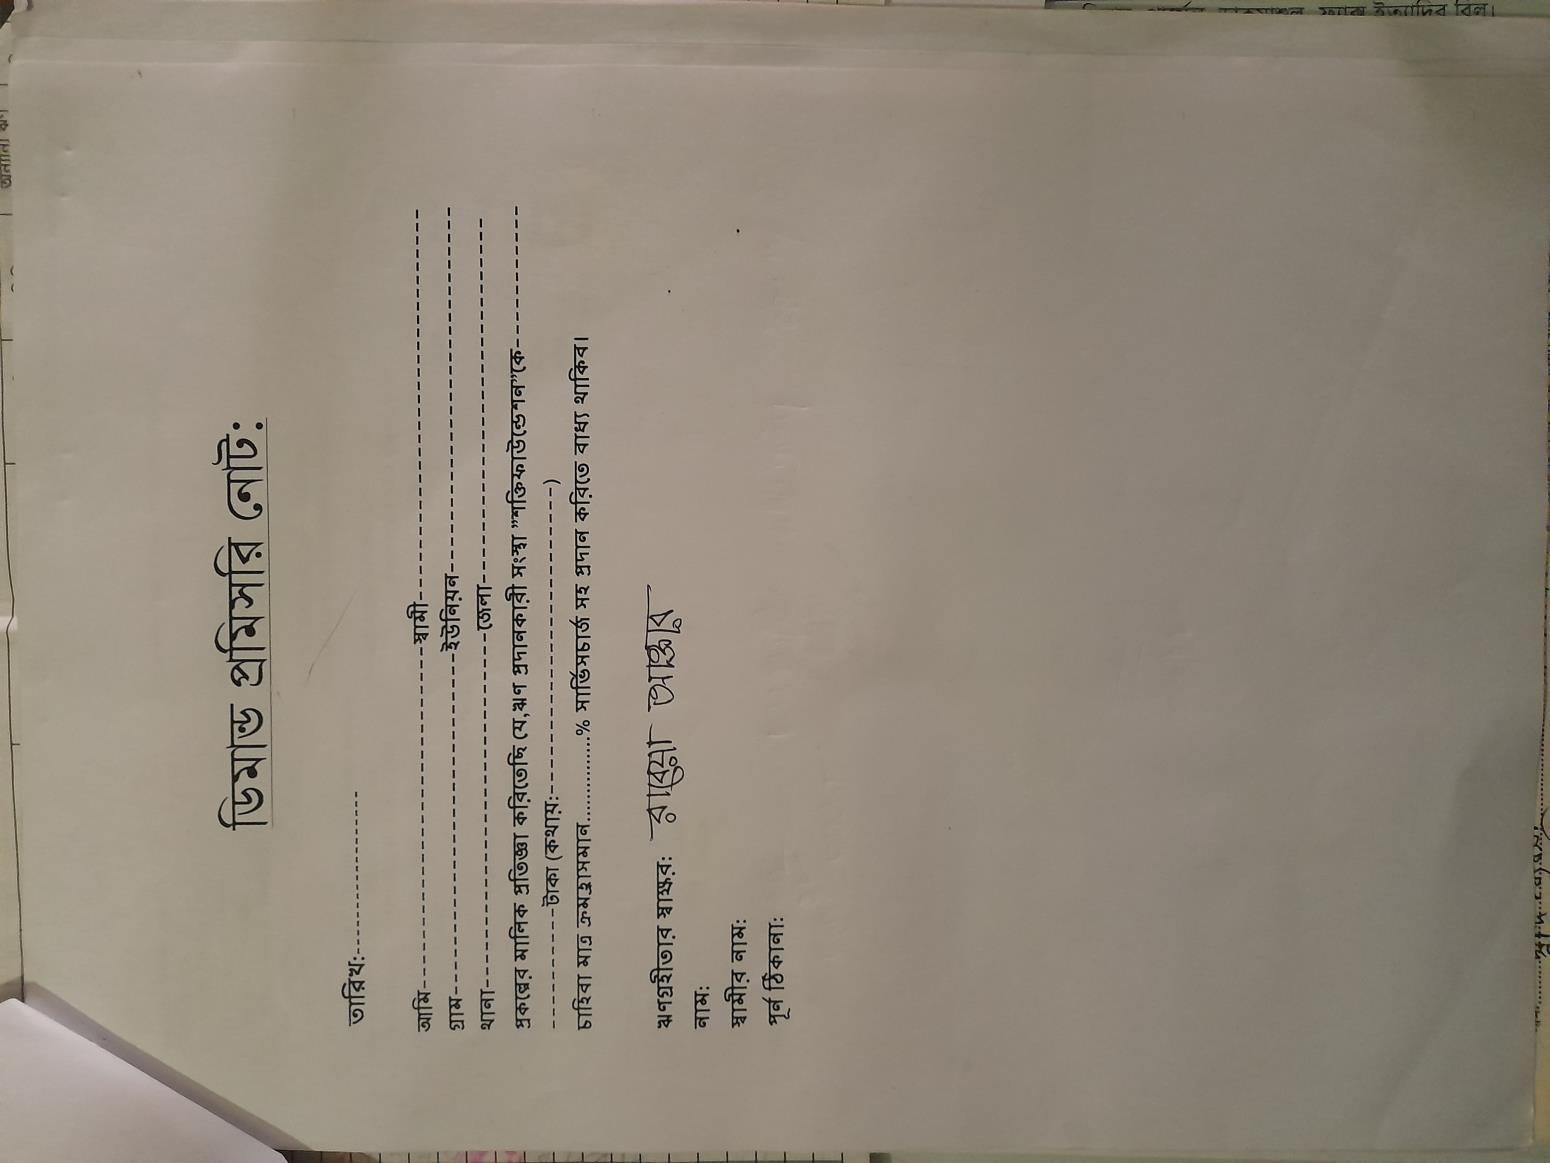 ডিমান্ড প্রমিসরি নোট:
তারিখ:----------------------
আমি------------------------------------------স্বামী------------------------------------------------
গ্রাম------------------------------------------ইউনিয়ন----------------------------------------------
থানা------------------------------------------জেলা----------------------------------------------
প্রকল্পের মালিক প্রতিজ্ঞা করিতেছি যে,ঋণ প্রদানকারী সংস্থা ”শক্তিফাউন্ডেশন”কে------------------
---------------টাকা (কথায়:---------------------------------------)
চাহিবা মাত্র ক্রমহ্রাসমান...............% সার্ভিসচার্জ সহ প্রদান করিতে বাধ্য থাকিব।
ঋণগ্রহীতার স্বাক্ষর: রাবেয়া আক্তার
নাম:
স্বামীর নাম:
পূর্ন ঠিকানা: